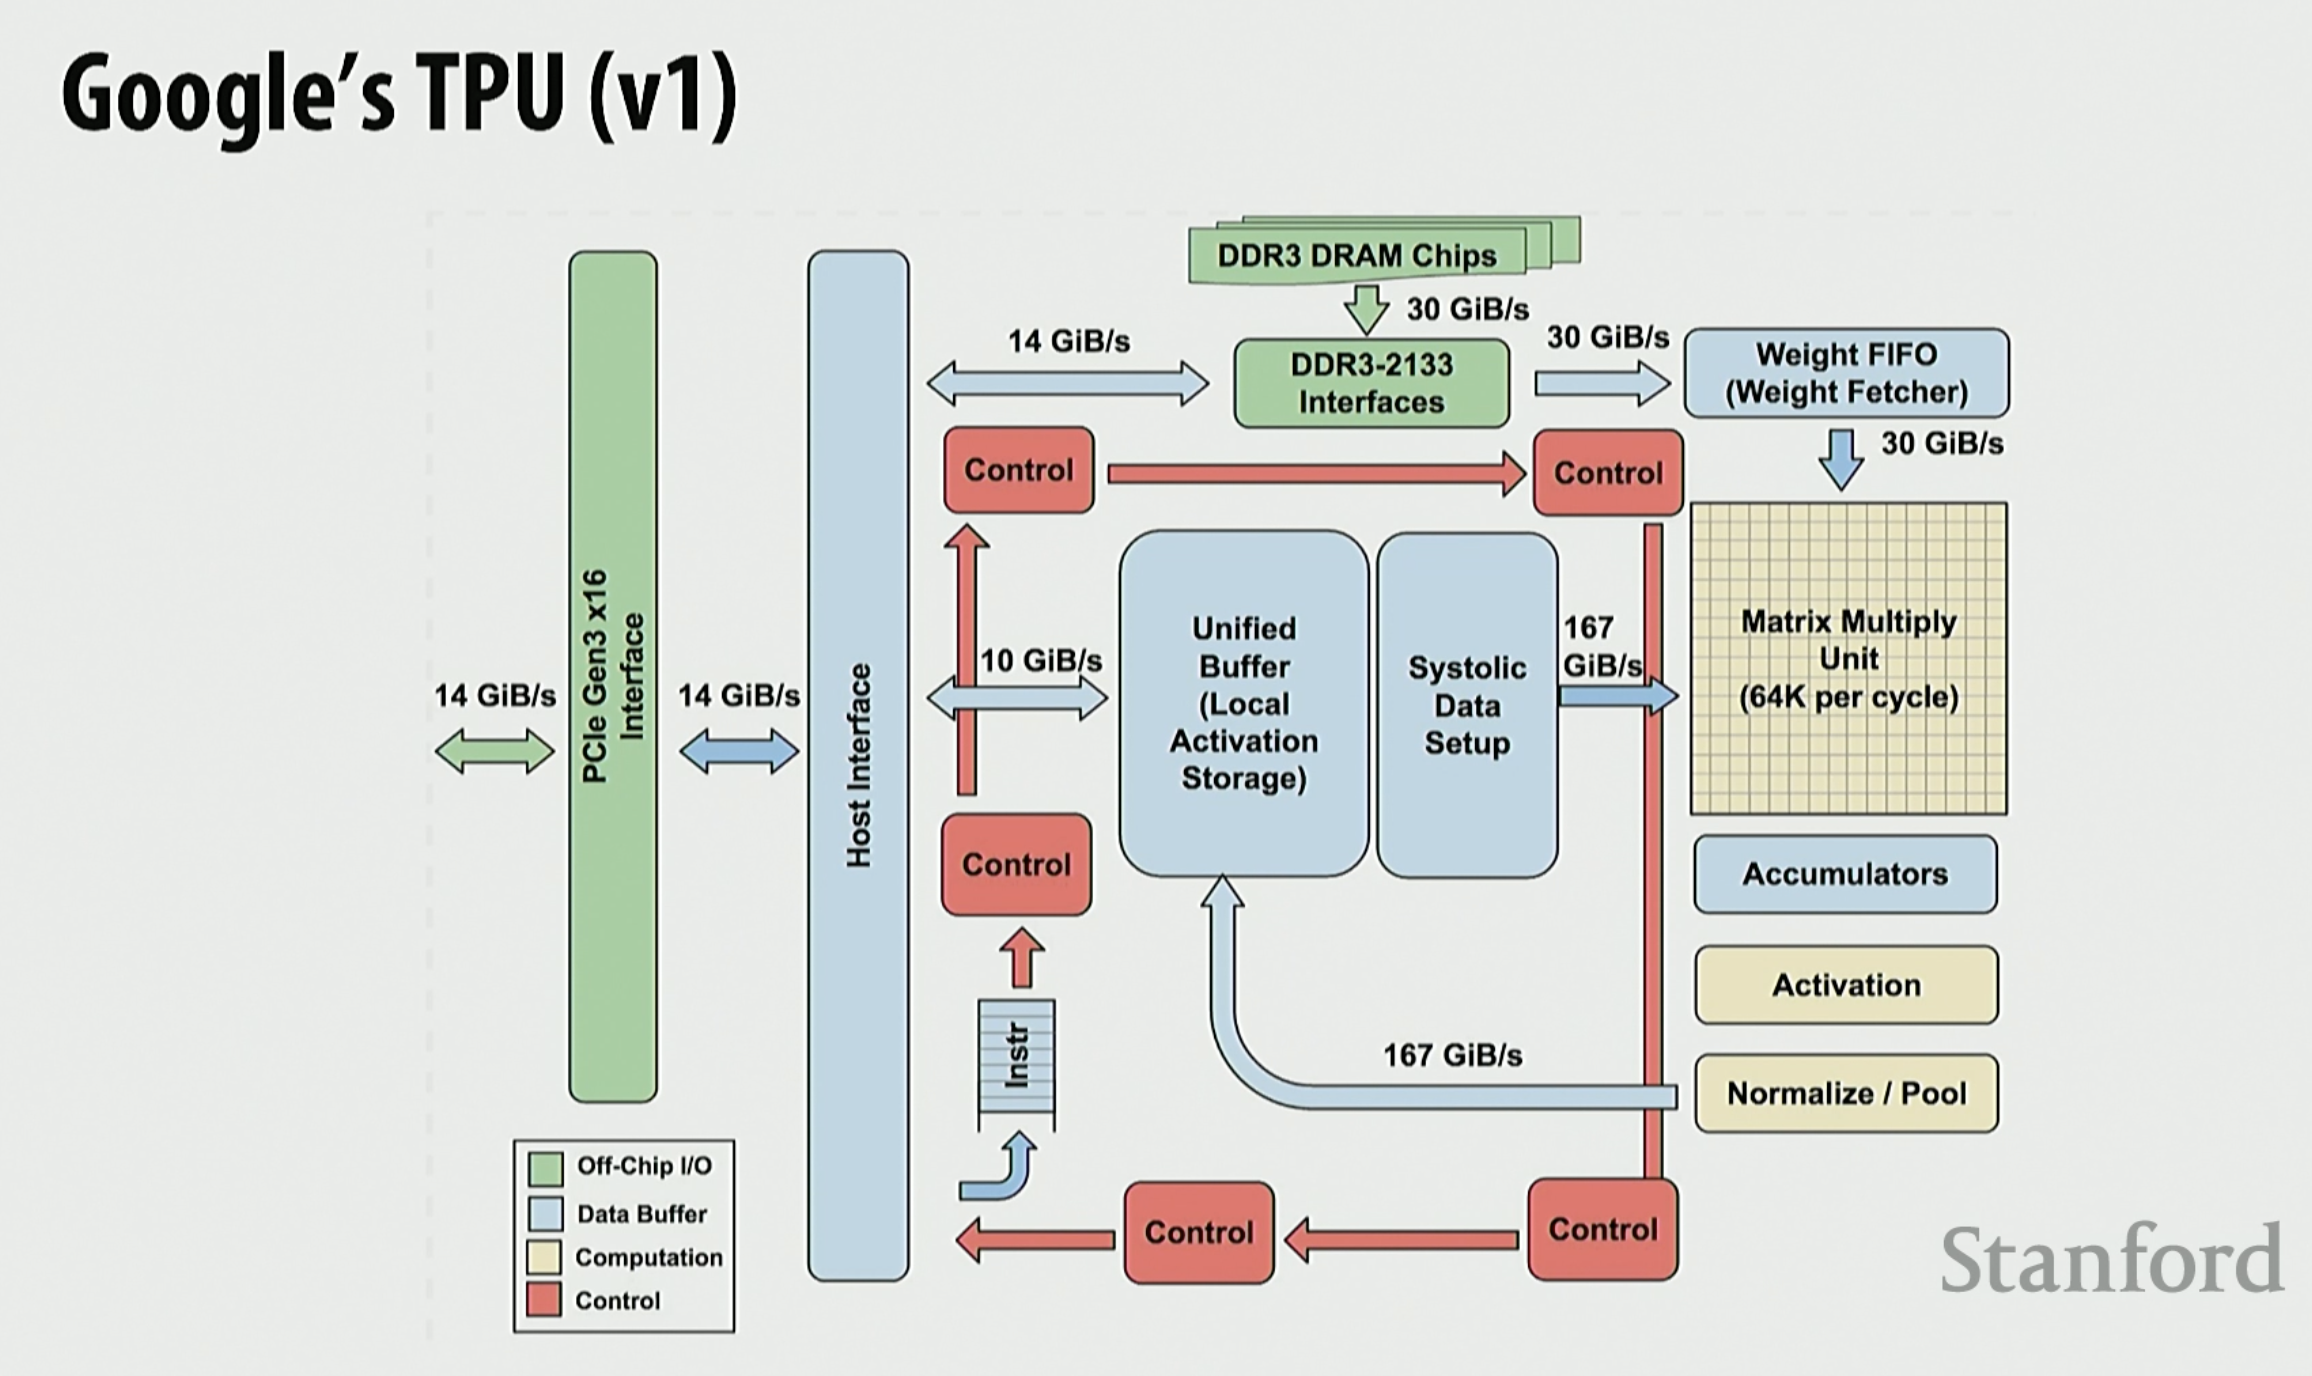 Google's TPU (v1)
DDR3 DRAM Chips
30 GiB/s
14 GiB/s
DDR3-2133
Interfaces
30 GiB/s
Weight FIFO
(Weight Fetcher)
30 GiB/s
Control
Control
PCIe Gen3 x16
Interface
Host Interface
14 GiB/s
14 GiB/s
10 GiB/s
Unified
Buffer
(Local
Activation
Storage)
Systolic
Data
Setup
167
GiB/s
Matrix Multiply
Unit
(64K per cycle)
Control
Accumulators
Activation
Instr
167 GiB/s
Normalize / Pool
Control
Control
Off-Chip I/O
Data Buffer
Computation
Control
Stanford